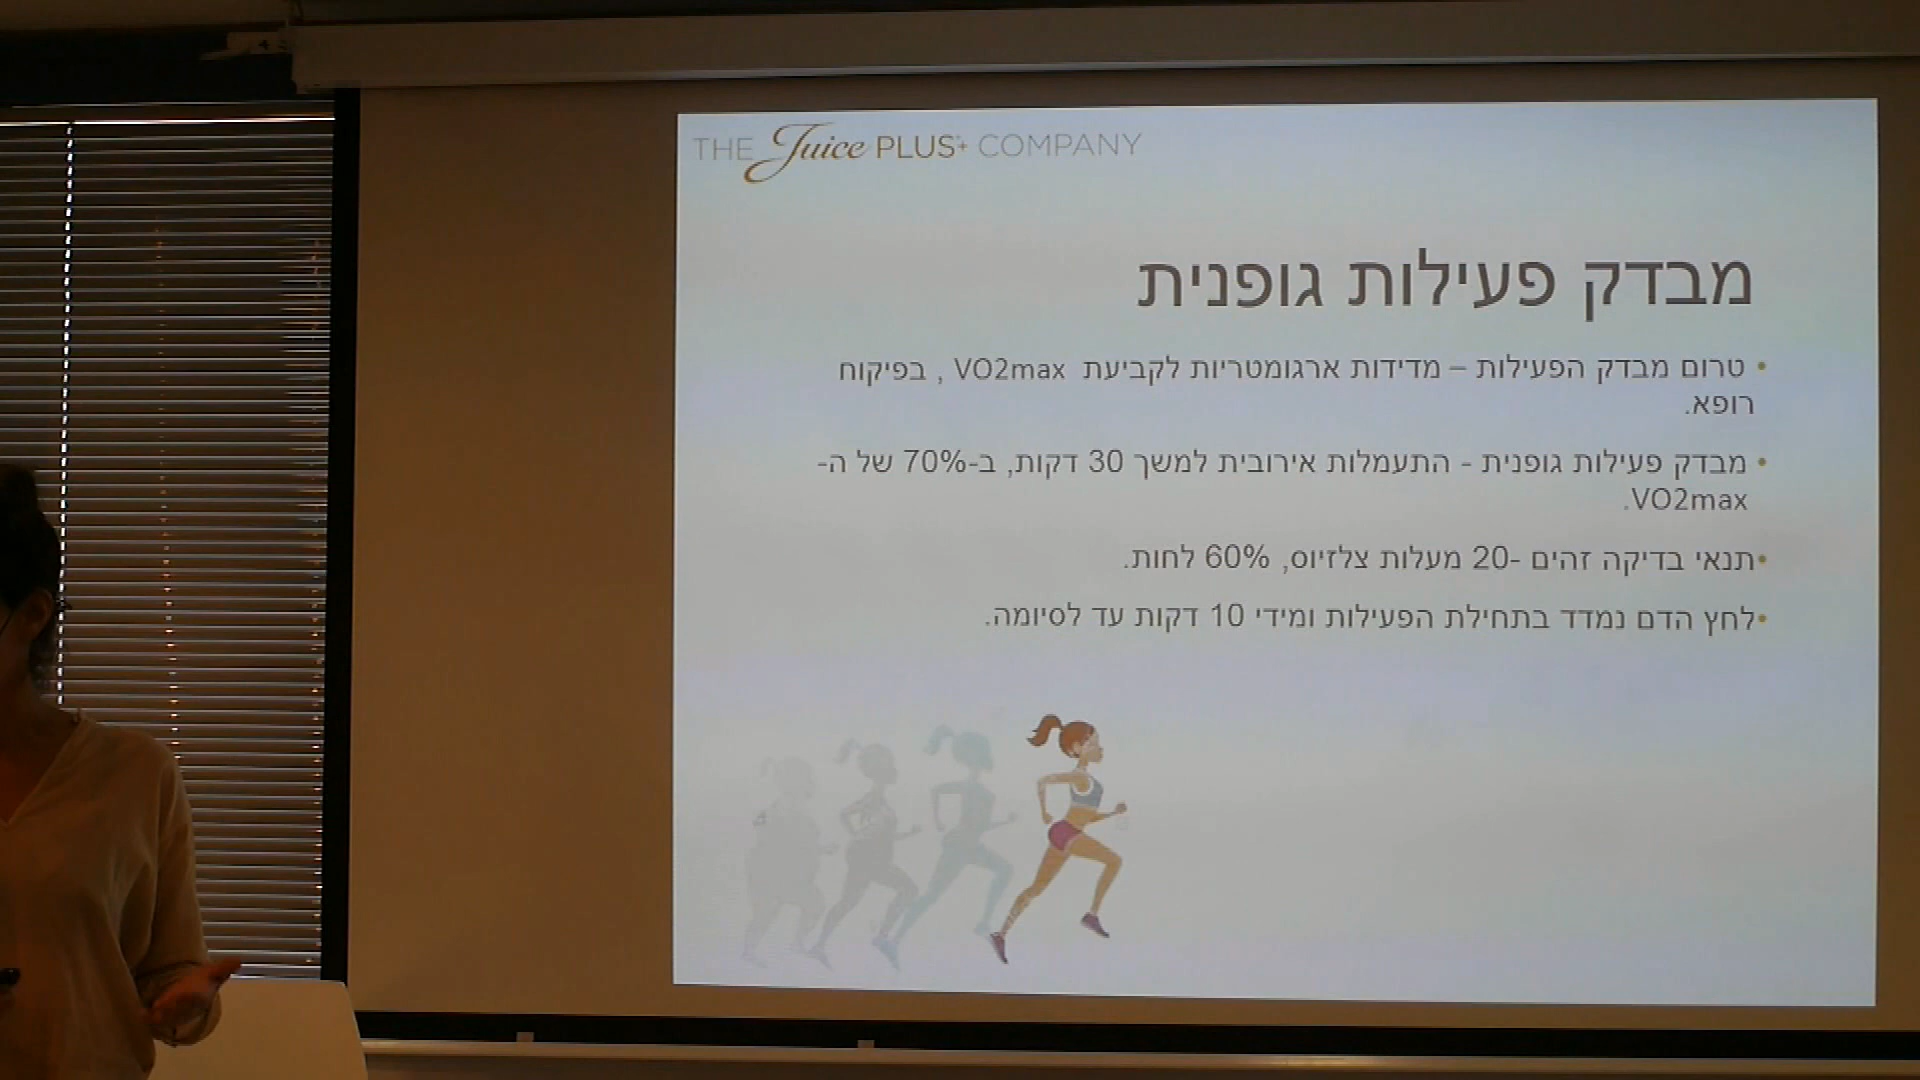 THE Juice PLUS+ COMPANY
מבדק פעילות גופנית
• טרום מבדק הפעילות – מדידות ארגומטריות לקביעת VO2max , בפיקוח
רופא.
• מבדק פעילות גופנית - התעמלות אירובית למשך 30 דקות, ב-70% של ה-
VO2max.
•תנאי בדיקה זהים -20 מעלות צלזיוס, 60% לחות.
•לחץ הדם נמדד בתחילת הפעילות ומידי 10 דקות עד לסיומה.